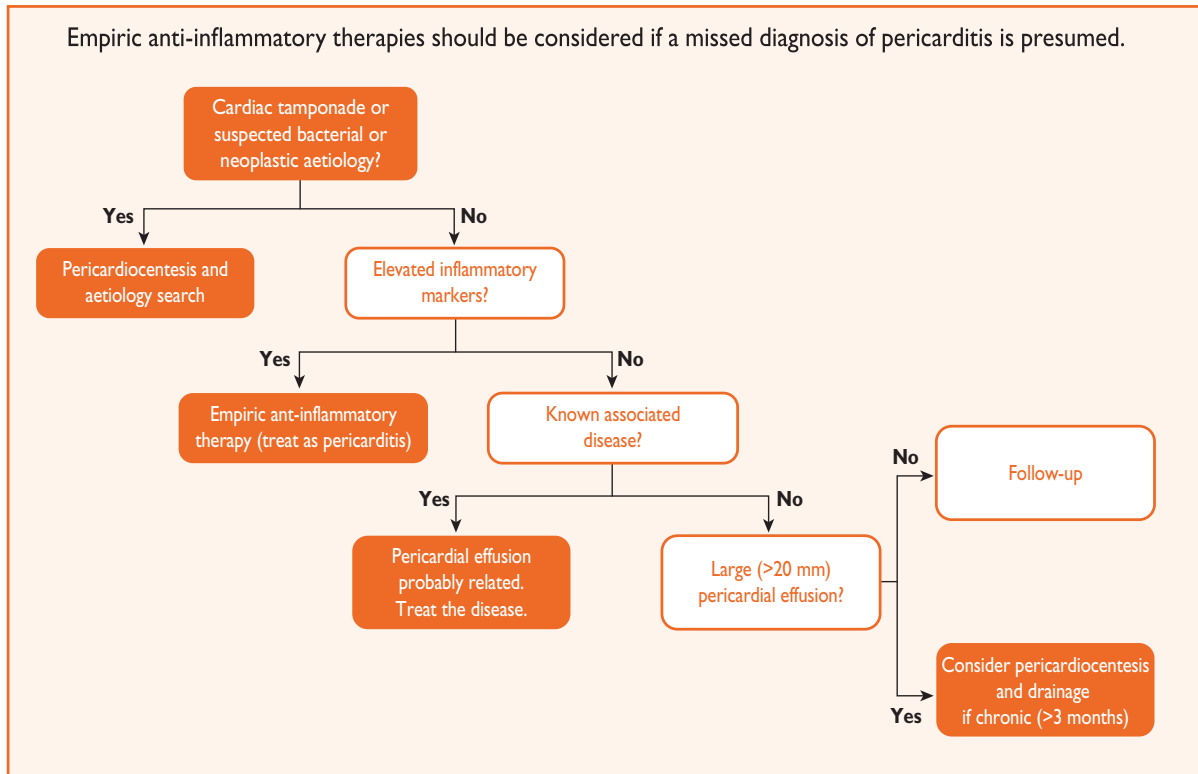 Empiric anti-inflammatory therapies should be considered if a missed diagnosis of pericarditis is presumed.
Cardiac tamponade or
suspected bacterial or
neoplastic aetiology?
Yes
No
Pericardiocentesis and
aetiology search
Elevated inflammatory
markers?
Yes
No
Empiric ant-inflammatory
therapy (treat as pericarditis)
Known associated
disease?
Yes
No
Pericardial effusion
probably related.
Treat the disease.
Large (>20 mm)
pericardial effusion?
No
Follow-up
Yes
Consider pericardiocentesis
and drainage
if chronic (>3 months)